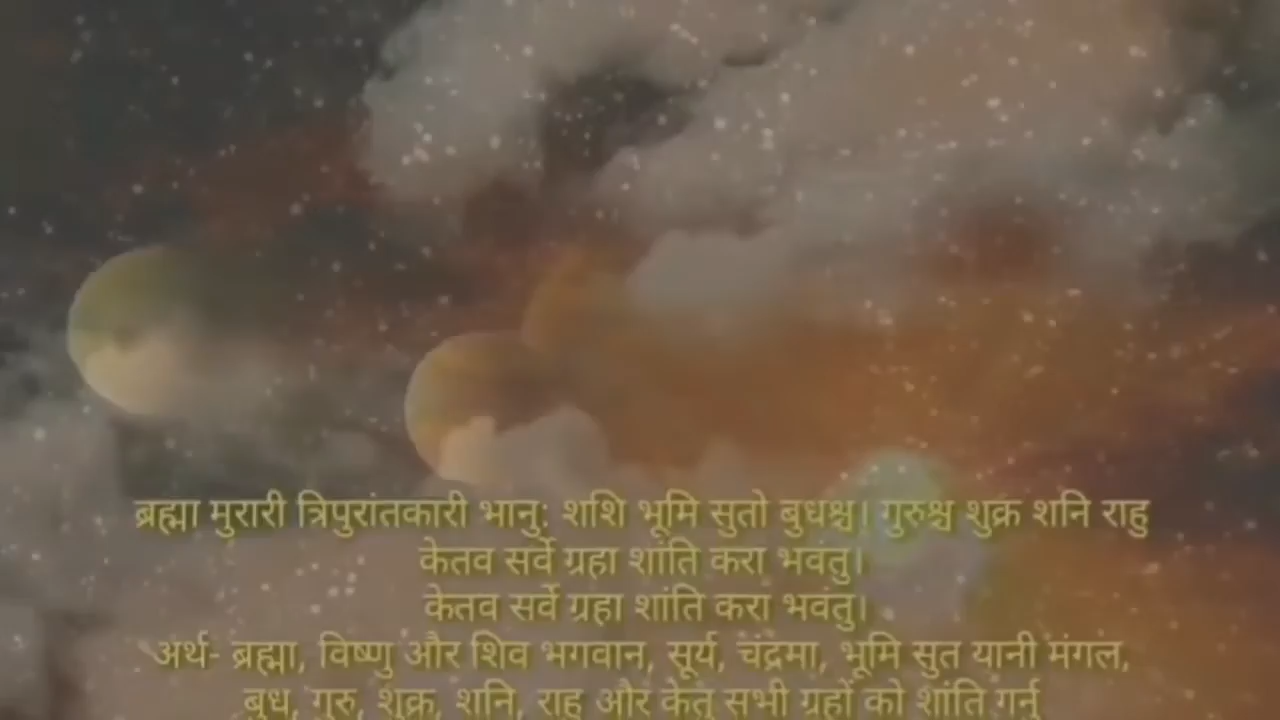 ब्रह्मा मुरारी त्रिपुरांतकारी भानु: शशि भूमि सुतो बुधश्च। गुरुश्च शुक्र शनि राहु
केतव सर्वे ग्रहा शांति करा भवंतु।
केतव सर्वे ग्रहा शांति करा भवंतु।
अर्थ- ब्रह्मा, विष्णु और शिव भगवान, सूर्य, चंद्रमा, भूमि सुत यानी मंगल,
बुध, गुरु, शुक्र, शनि, राहु और केतु सभी ग्रहों को शांति गर्नु